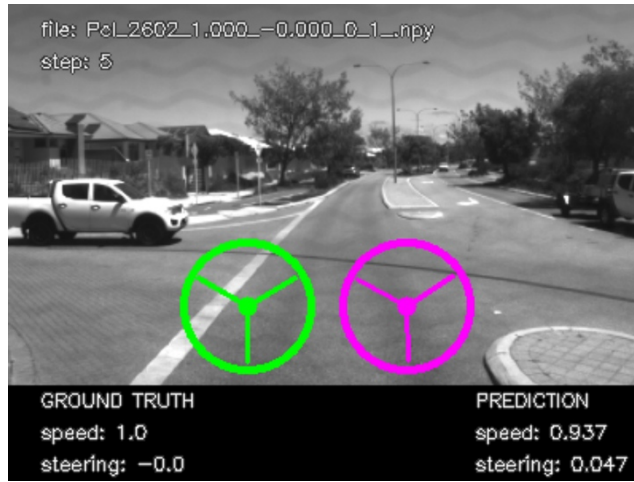 file: Pcl_2602_1.000_-0.000_0_1_.npy
step: 5
GROUND TRUTH
speed: 1.0
steering: -0.0
PREDICTION
speed: 0.937
steering: 0.047